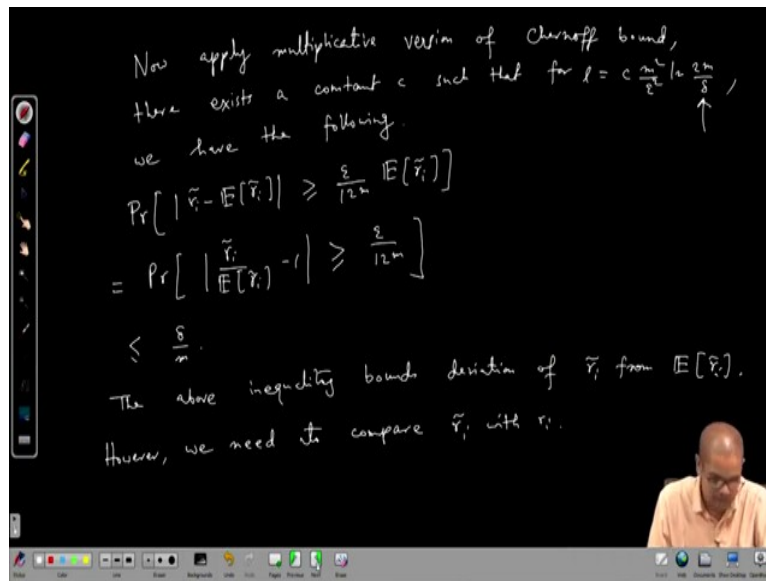 Now apply multiplicative version of Chernoff bound,
there exists a constant c such that for l = c m²/ε² ln 2m/δ ,
we have the following.
Pr[ |r̃ᵢ - 𝔼[r̃ᵢ]| ⩾ ε/12m 𝔼[r̃ᵢ] ]
= Pr[ | r̃ᵢ/𝔼[r̃ᵢ) - 1 | ⩾ ε/12m ]
≤ δ/m .
The above inequality bounds deviation of r̃ᵢ from 𝔼[r̃ᵢ].
However, we need to compare r̃ᵢ with rᵢ.